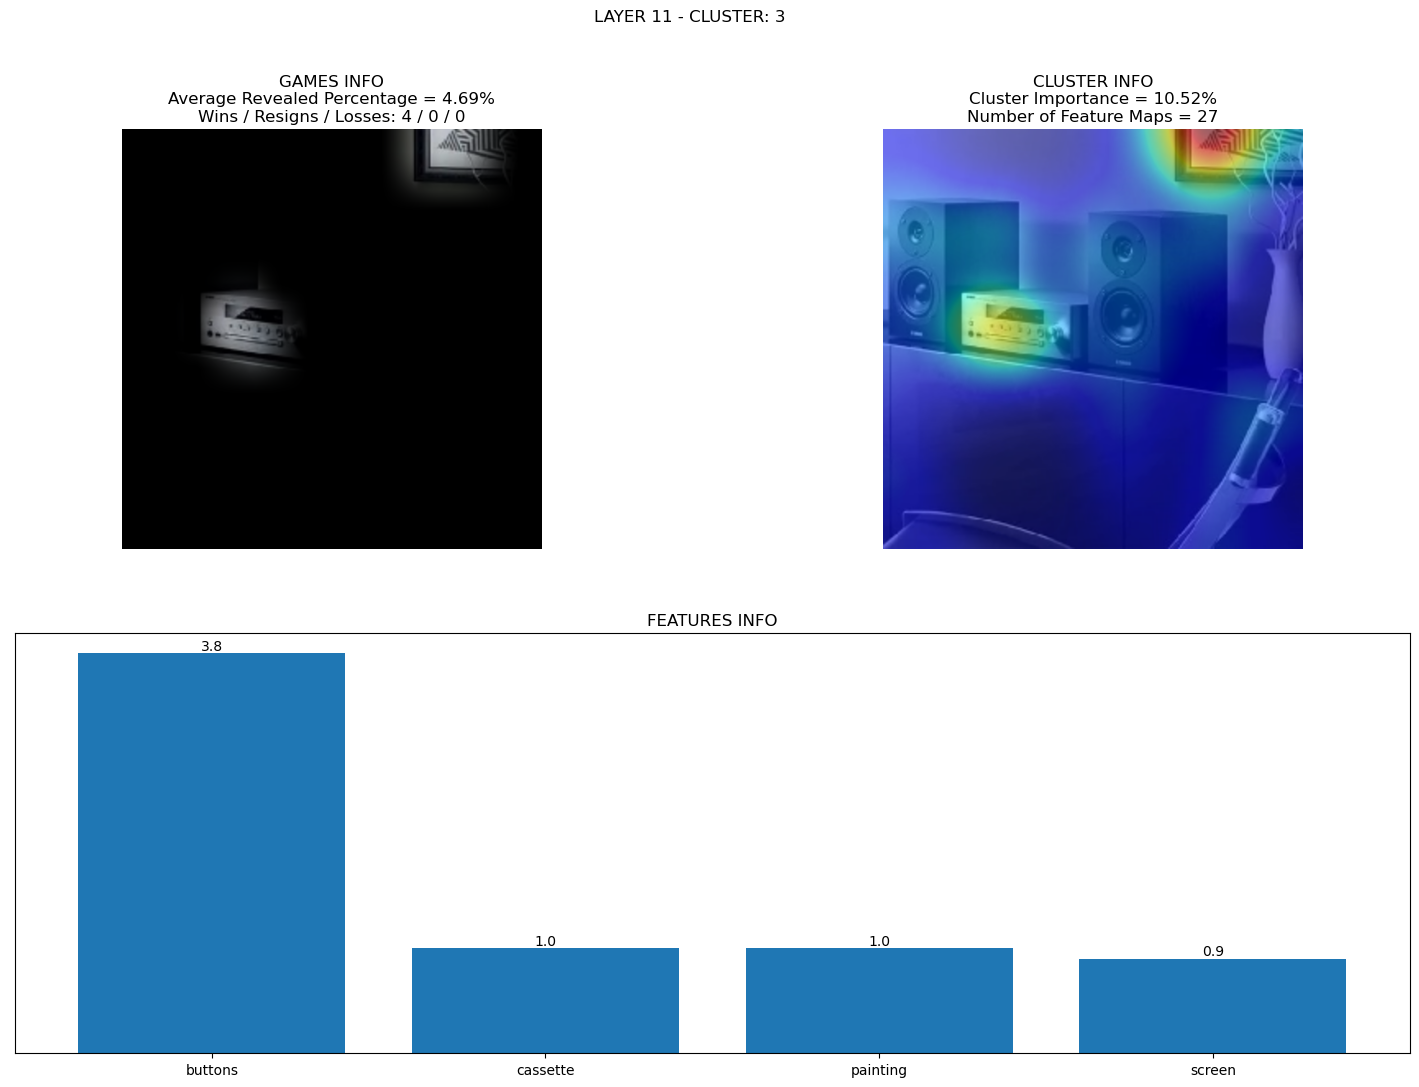 LAYER 11 - CLUSTER: 3
GAMES INFO
Average Revealed Percentage = 4.69%
Wins / Resigns / Losses: 4 / 0 / 0
CLUSTER INFO
Cluster Importance = 10.52%
Number of Feature Maps = 27
FEATURES INFO
3.8
1.0
1.0
0.9
buttons
cassette
painting
screen